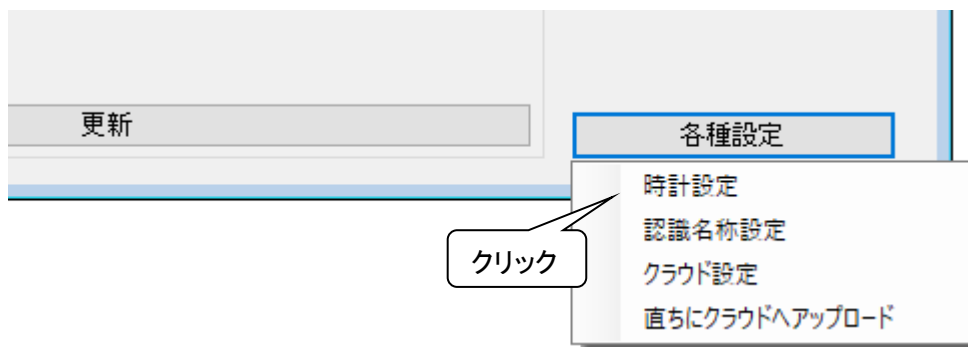 更新
各種設定
時計設定
認識名称設定
クラウド設定
直ちにクラウドへアップロード
クリック